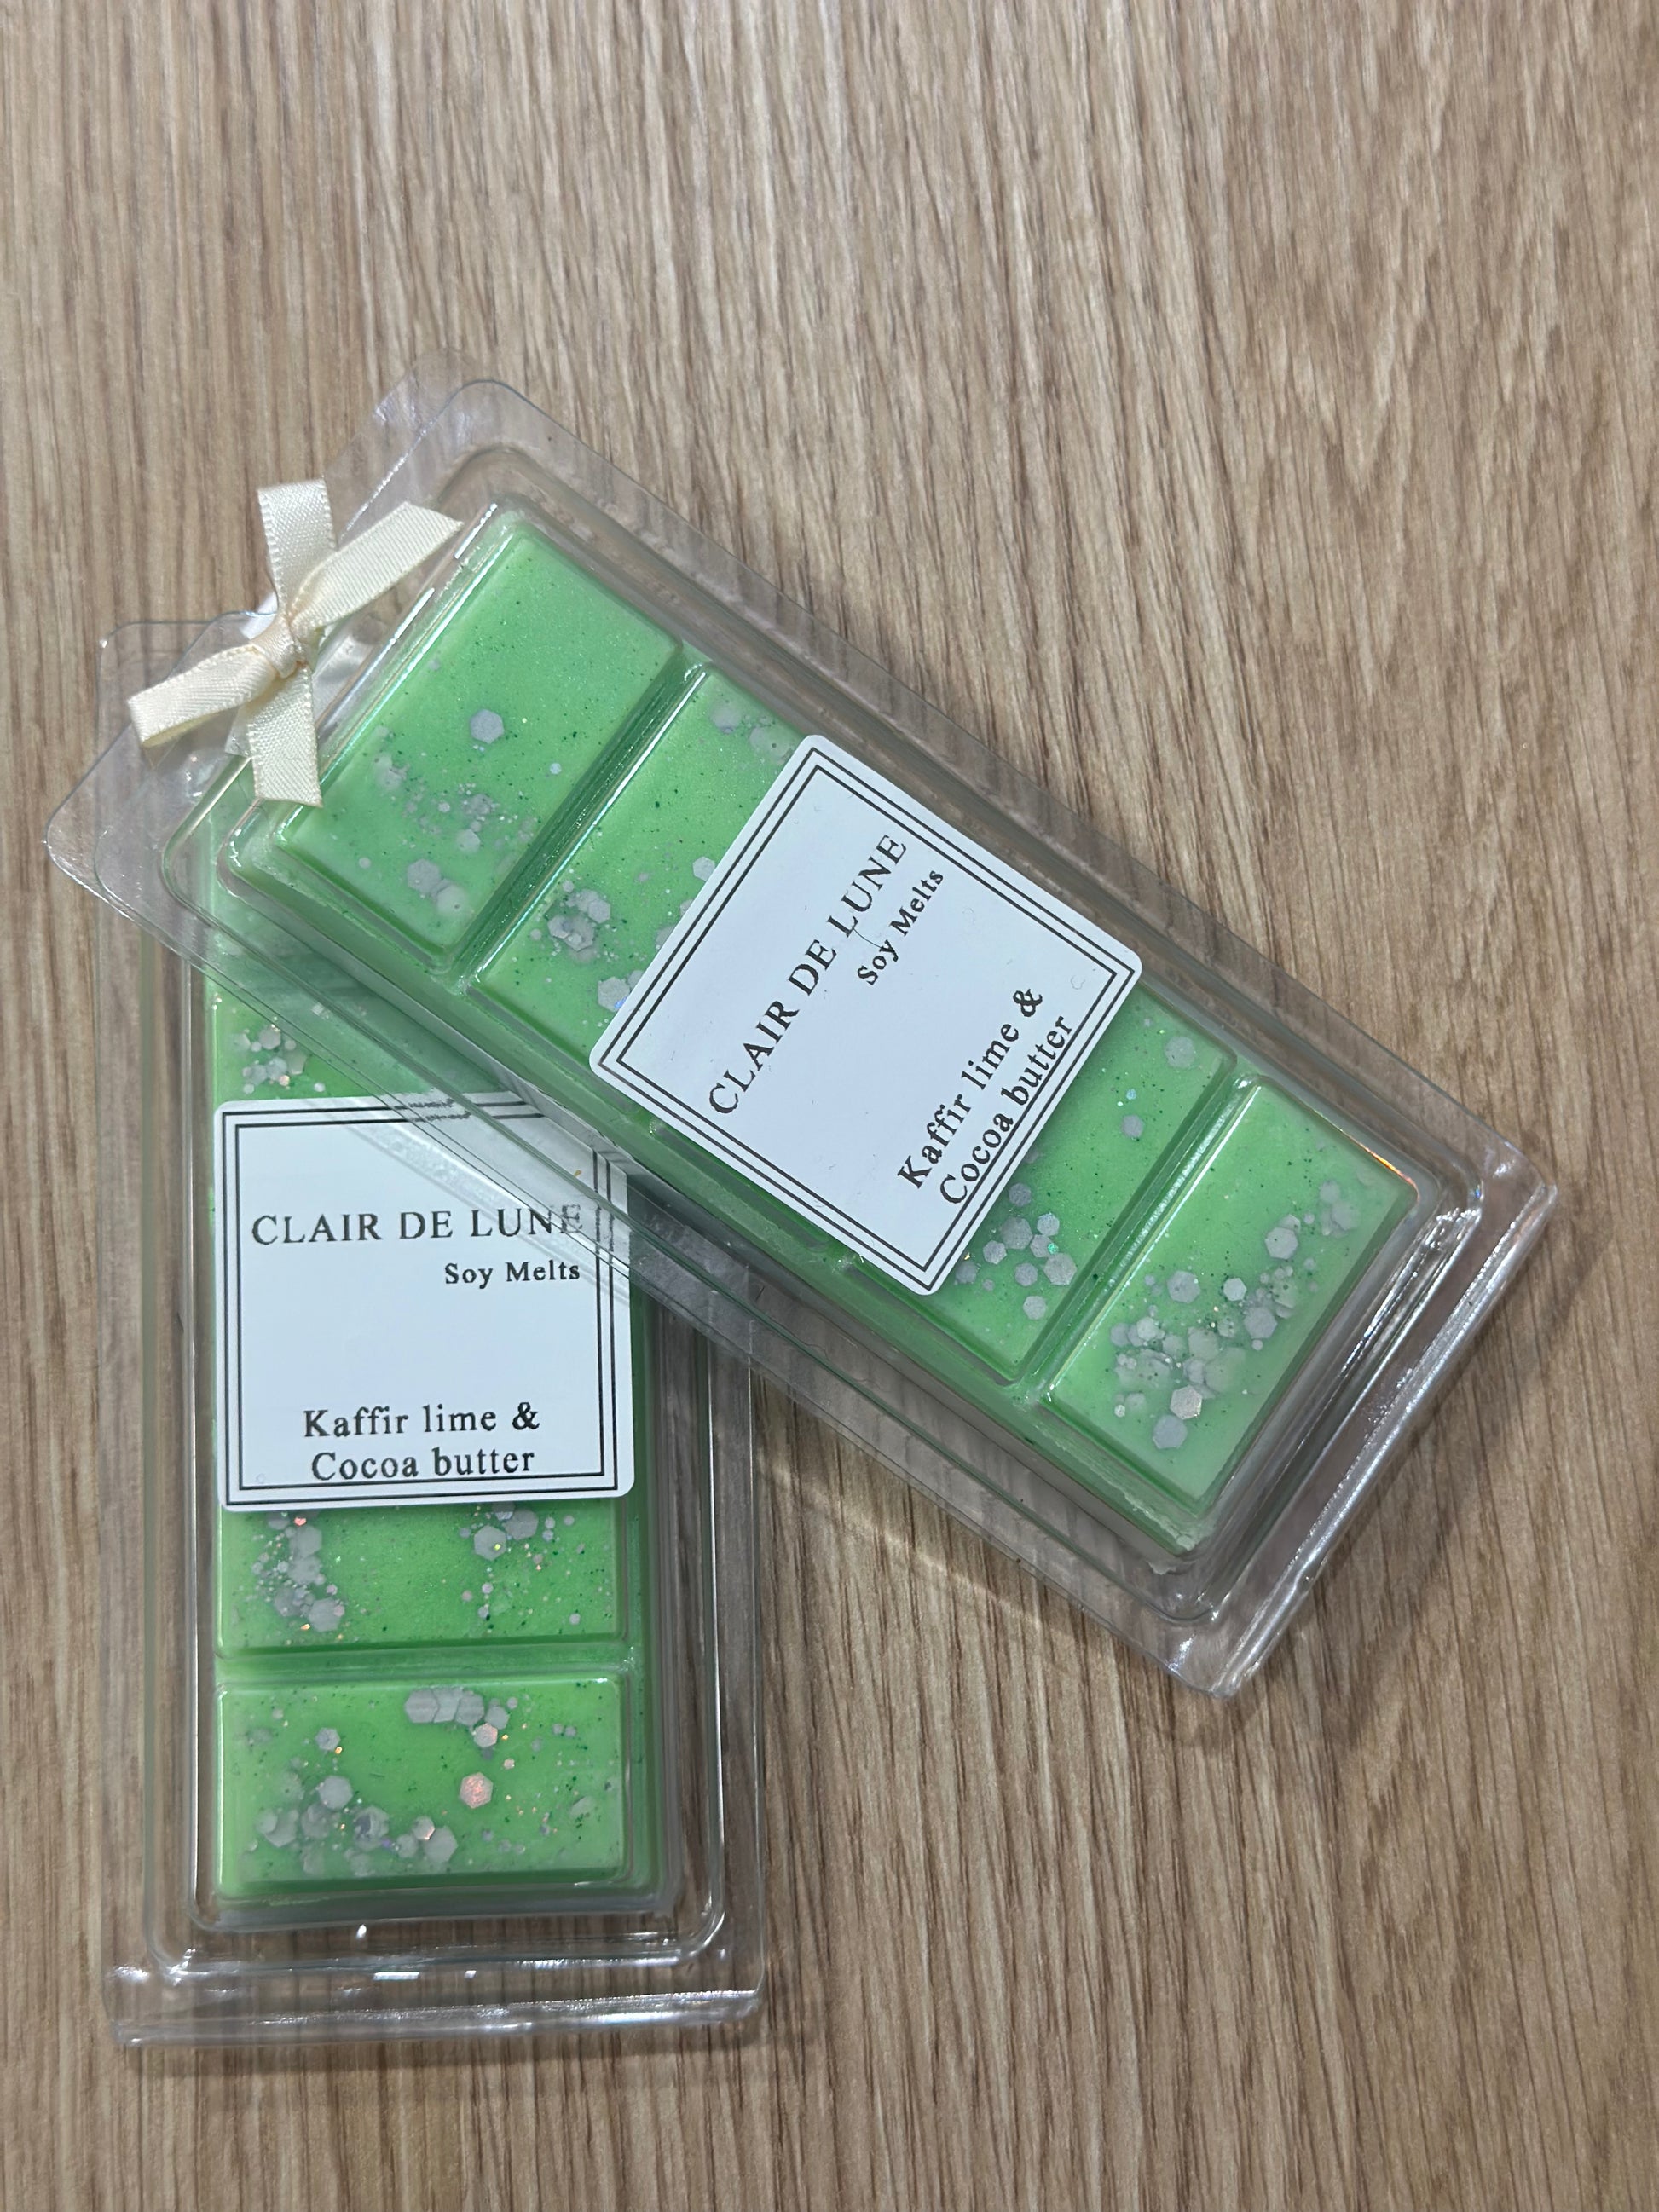 CLAIR DE LUNE
Soy Melts
Kaffir lime &
Cocoa butter
CLAIR DE LUNE
Soy Melts
Kaffir lime &
Cocoa butter